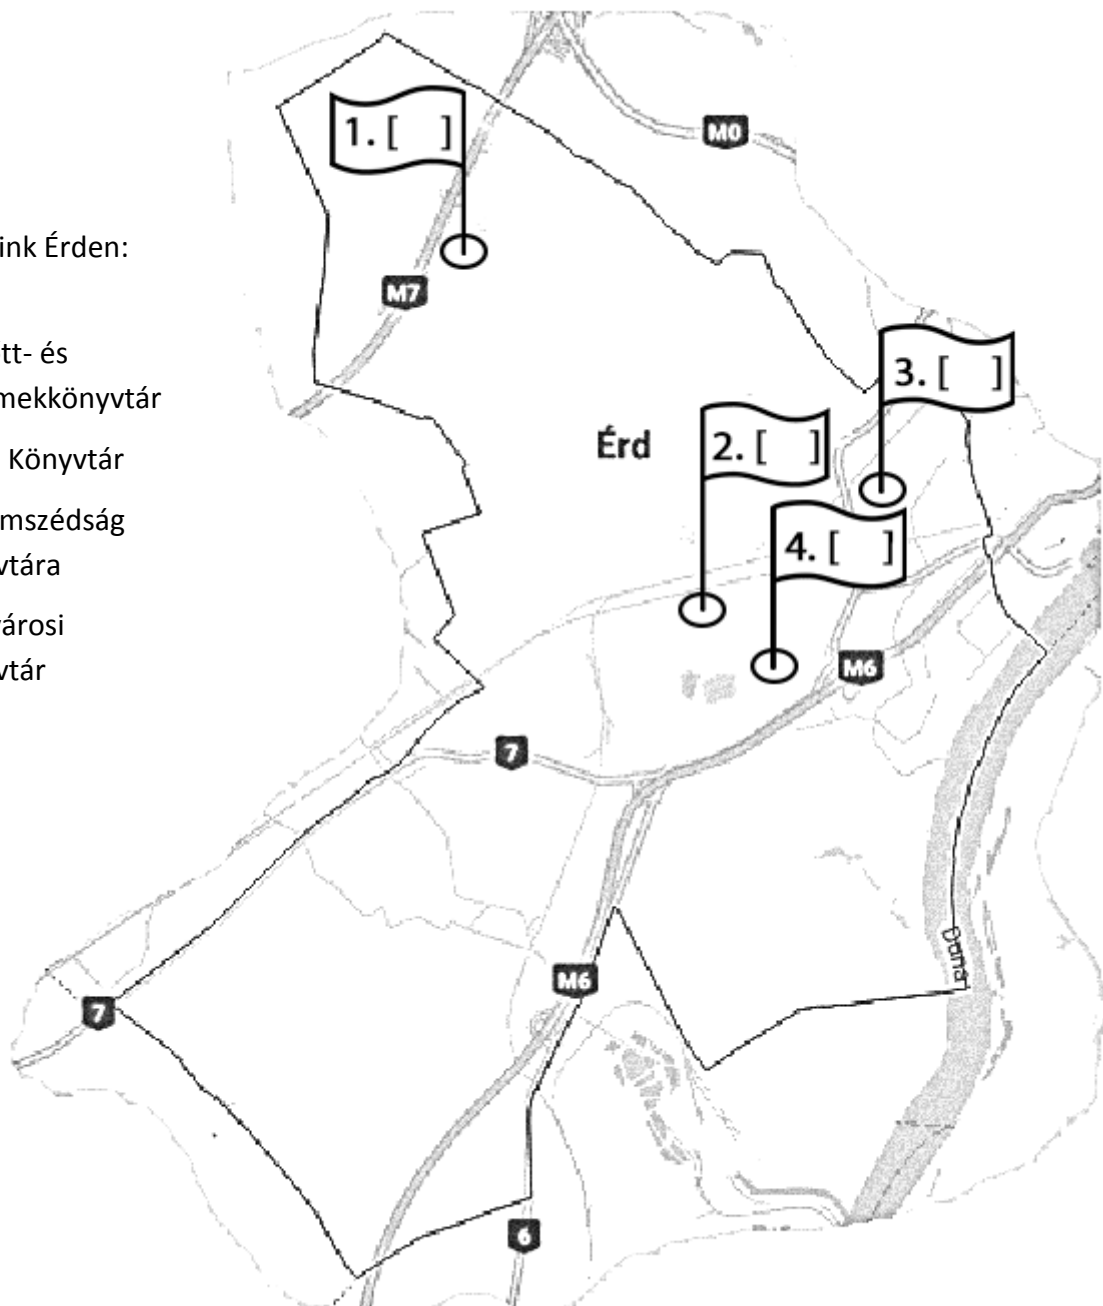 ink Érden:
tt- és
mekkönyvtár
Könyvtár
mszédság
vtára
városi
vtár
1. [ ]
M0
M7
3. [ ]
Érd
2. [ ]
4. [ ]
M6
7
Duna
M6
7
6